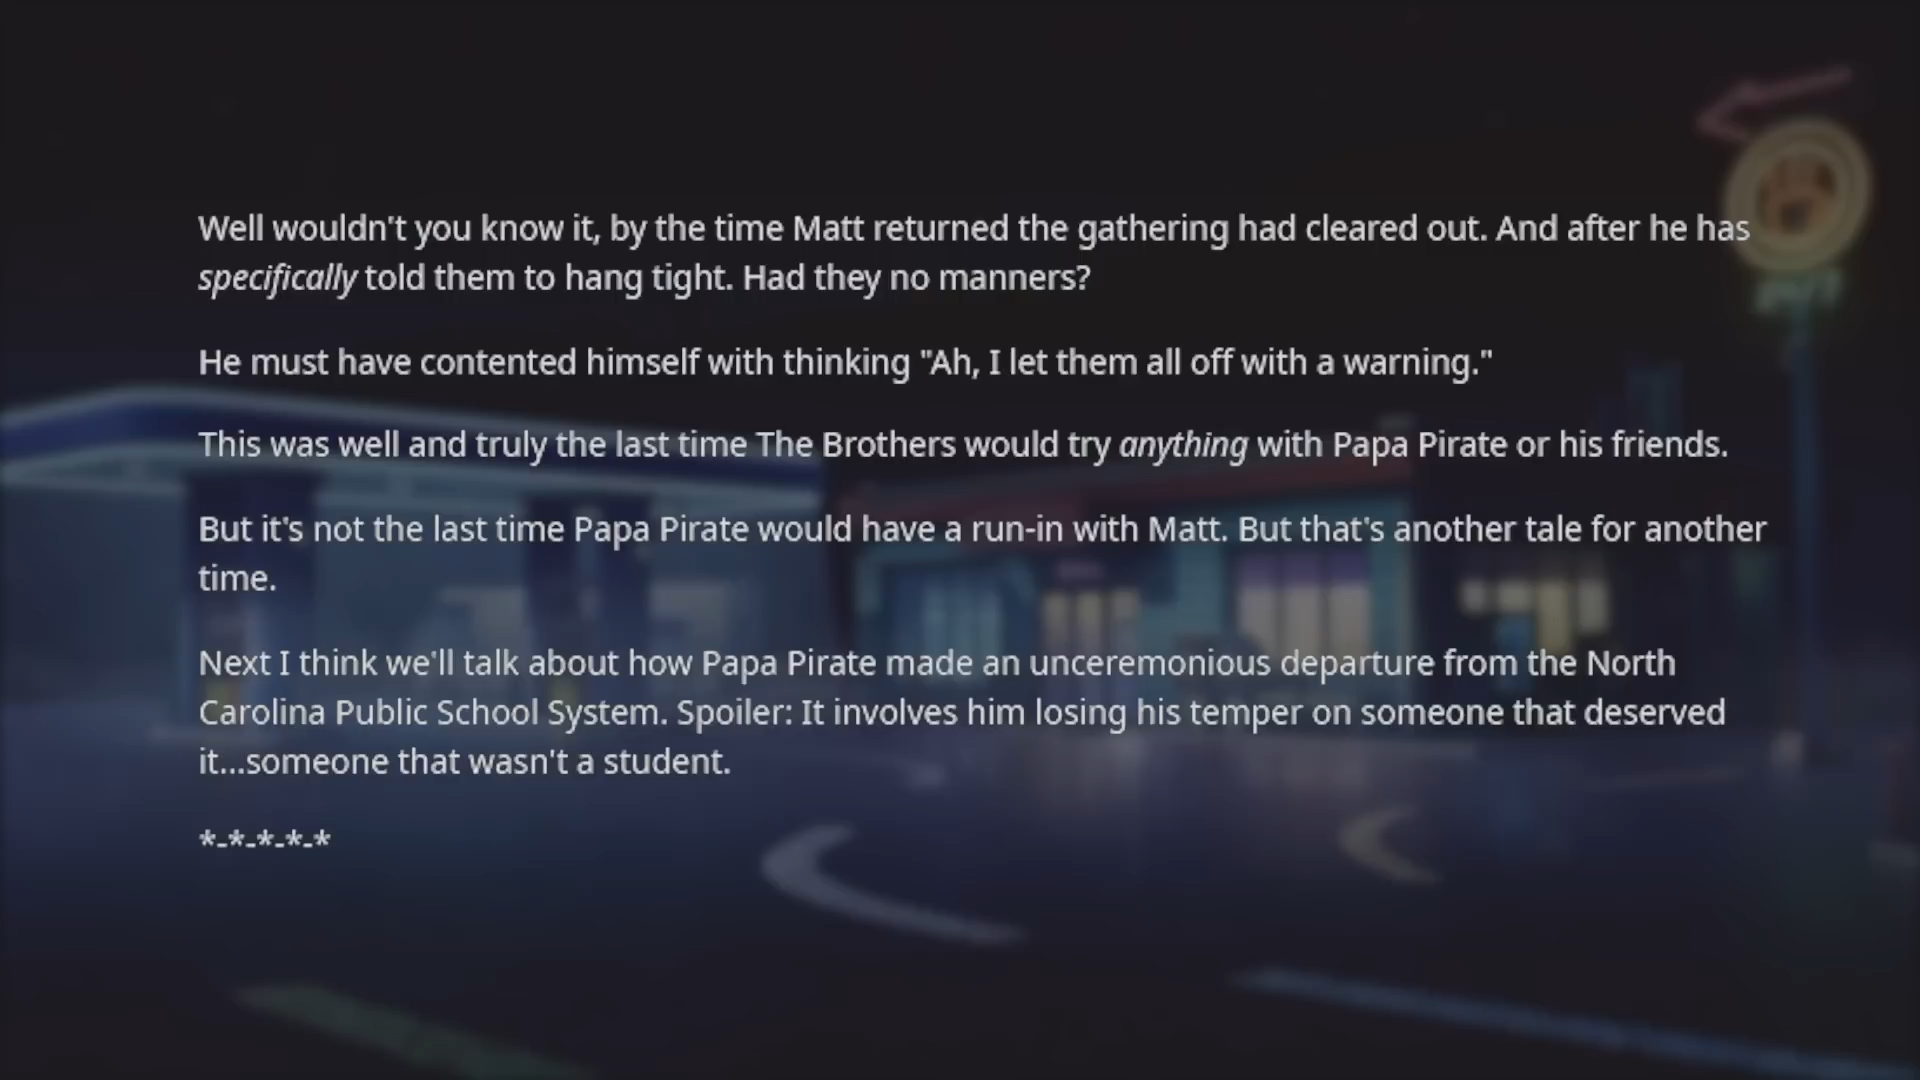 Well wouldn't you know it, by the time Matt returned the gathering had cleared out. And after he has
specifically told them to hang tight. Had they no manners?
He must have contented himself with thinking "Ah, I let them all off with a warning."
This was well and truly the last time The Brothers would try anything with Papa Pirate or his friends.
But it's not the last time Papa Pirate would have a run-in with Matt. But that's another tale for another
time.
Next I think we'll talk about how Papa Pirate made an unceremonious departure from the North
Carolina Public School System. Spoiler: It involves him losing his temper on someone that deserved
it...someone that wasn't a student.
*-*-*-*-*